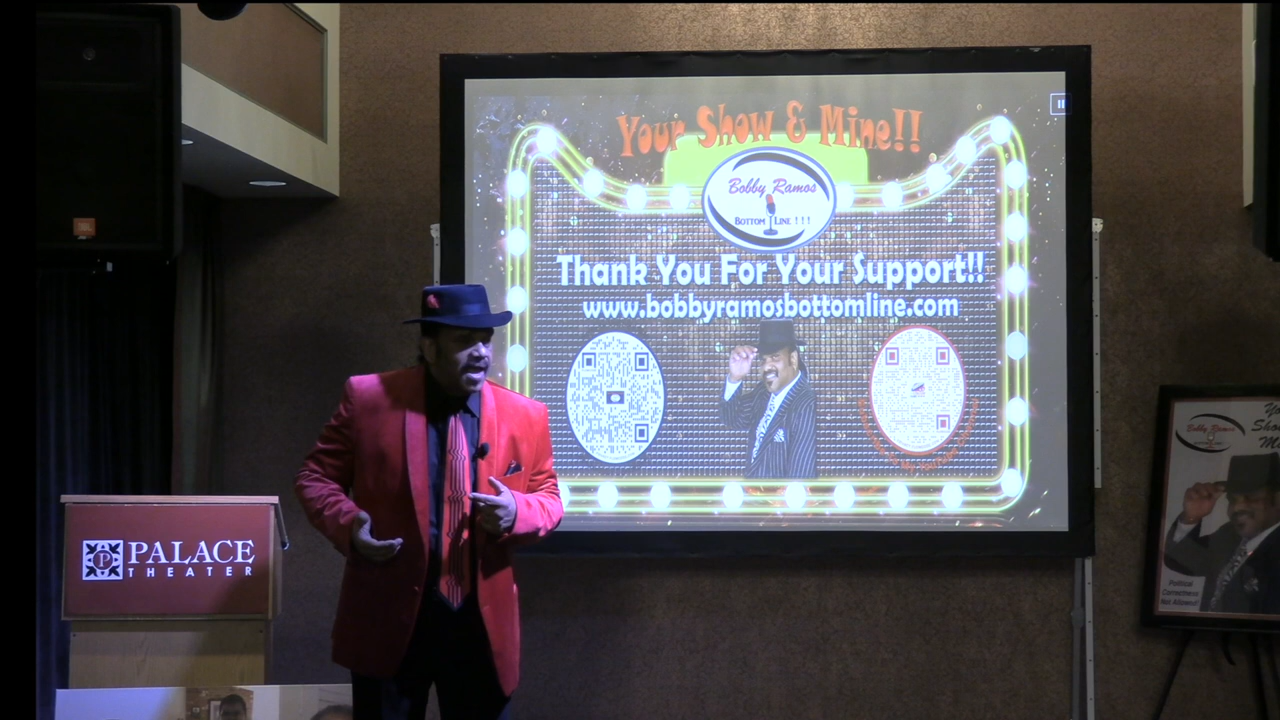 Your Show & Mine!!
Bobby Ramos
BOTTOM LINE ! ! !
Thank You For Your Support!!
www.bobbyramosbottomline.com
PALACE
THEATER
P
JBL
Bobby Ramos
Political
Correctness
Not Allowed!